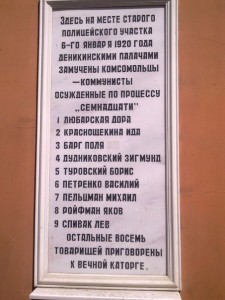 ЗДЕСЬ НА МЕСТЕ СТАРОГО
ПОЛИЦЕЙСКОГО УЧАСТКА
6-ГО ЯНВАРЯ 1920 ГОДА
ДЕНИКИНСКИМИ ПАЛАЧАМИ
ЗАМУЧЕНЫ КОМСОМОЛЬЦЫ
—КОММУНИСТЫ
ОСУЖДЕННЫЕ ПО ПРОЦЕССУ
„СЕМНАДЦАТИ"
1 ЛЮБАРСКАЯ ДОРА
2 КРАСНОЩЕКИНА ИДА
3 БАРГ ПОЛЯ
4 ДУДНИКОВСКИЙ ЗИГМУНД
5 ТУРОВСКИЙ БОРИС
6 ПЕТРЕНКО ВАСИЛИЙ
7 ПЕЛЬЦМАН МИХАИЛ
8 РОЙФМАН ЯКОВ
9 СПИВАК ЛЕВ
ОСТАЛЬНЫЕ ВОСЕМЬ
ТОВАРИЩЕЙ ПРИГОВОРЕНЫ
К ВЕЧНОЙ КАТОРГЕ.